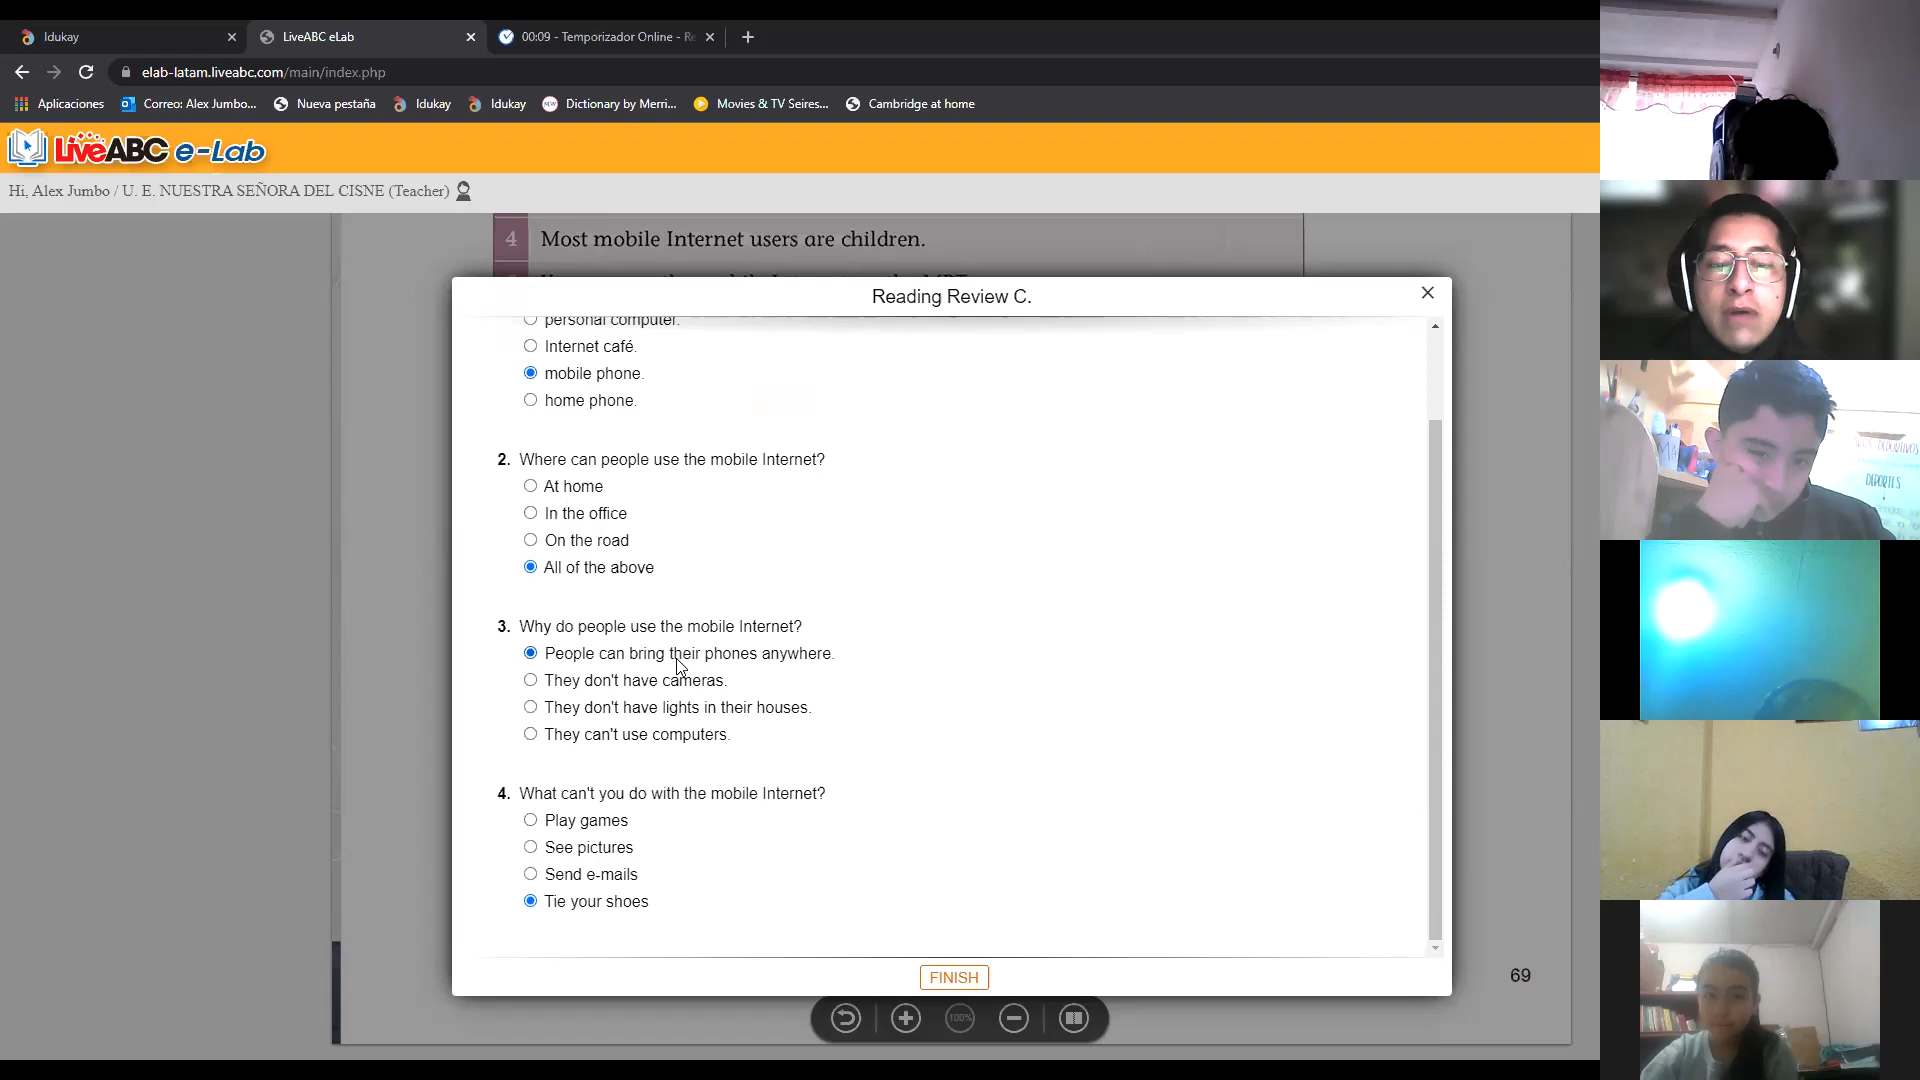 Idukay
LiveABC eLab
00:09 - Temporizador Online - Re
elab-latam.liveabc.com/main/index.php
Aplicaciones
Correo: Alex Jumbo...
Nueva pestaña
Idukay
Idukay
Dictionary by Merri...
Movies & TV Seires...
Cambridge at home
LiveABC e-Lab
Hi, Alex Jumbo / U. E. NUESTRA SEÑORA DEL CISNE (Teacher)
4 Most mobile Internet users are children.
Reading Review C.
personal computer.
Internet café.
mobile phone.
home phone.
2. Where can people use the mobile Internet?
At home
In the office
On the road
All of the above
3. Why do people use the mobile Internet?
People can bring their phones anywhere.
They don't have cameras.
They don't have lights in their houses.
They can't use computers.
4. What can't you do with the mobile Internet?
Play games
See pictures
Send e-mails
Tie your shoes
FINISH
69
100%
DEPORTES